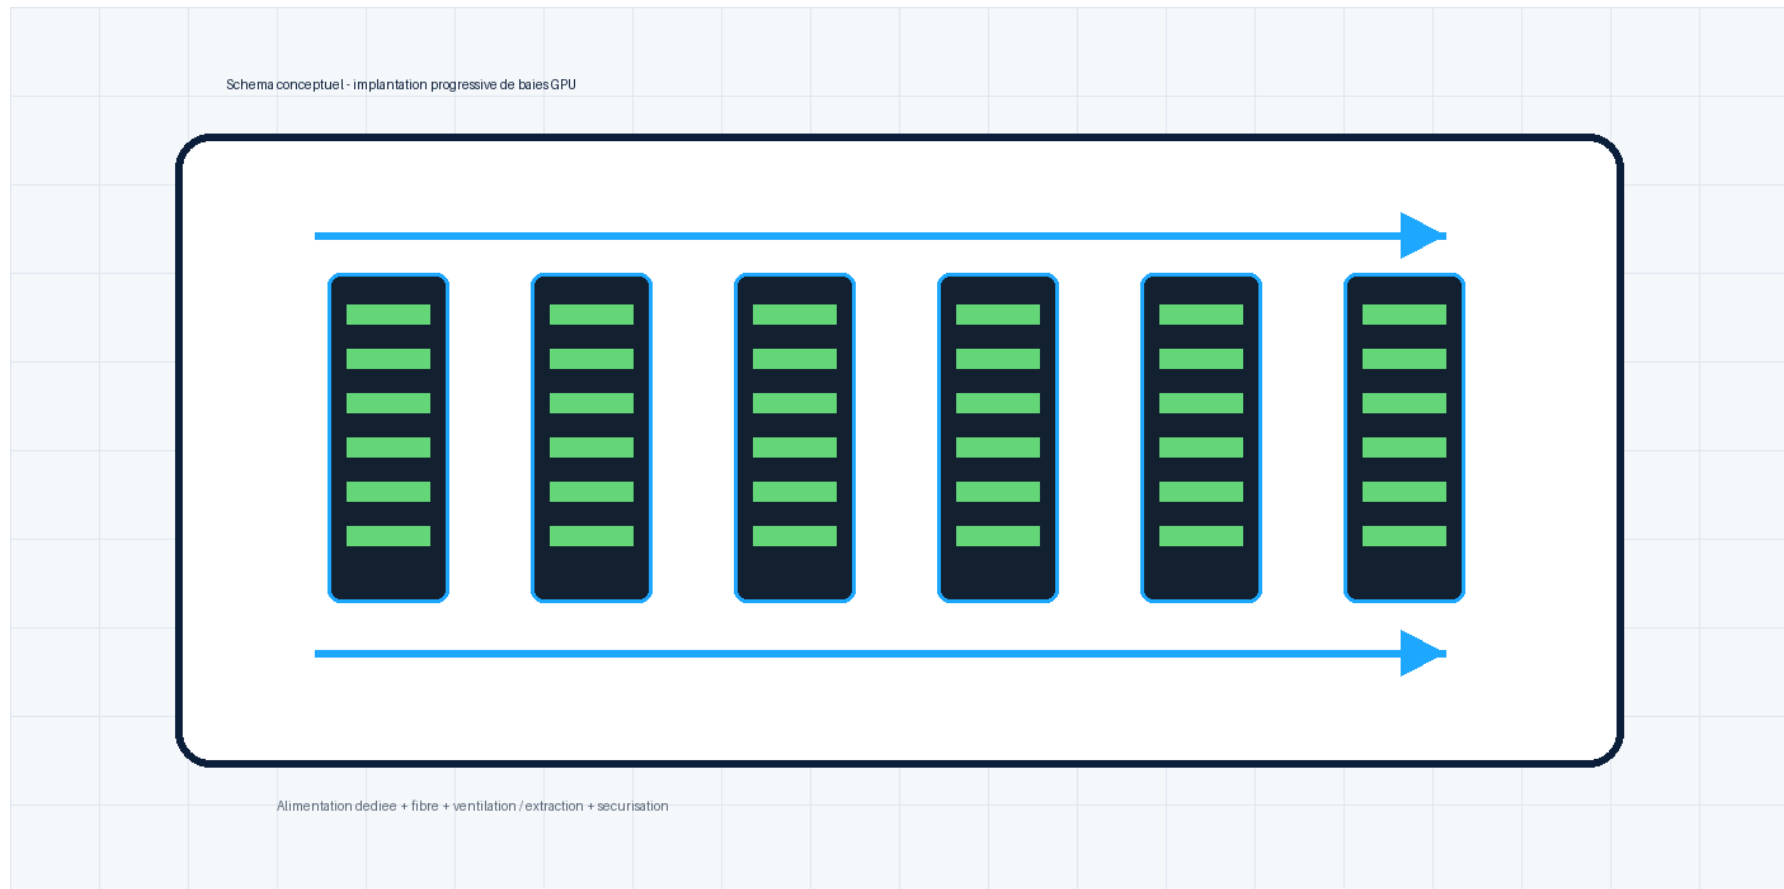 Schema conceptuel - implantation progressive de baies GPU
Alimentation dediee + fibre + ventilation / extraction + securisation